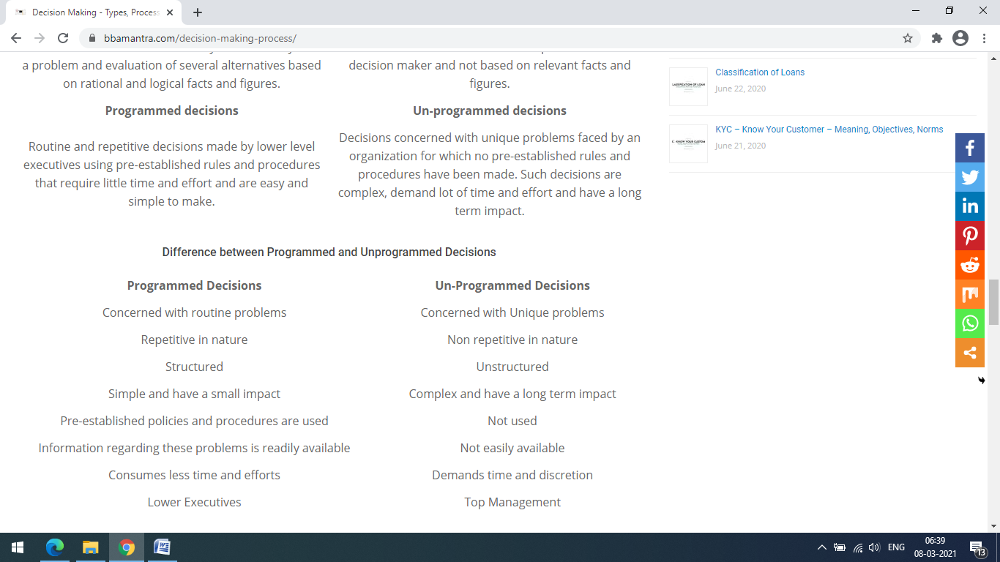 Decision Making - Types, Process
bbamantra.com/decision-making-process/
a problem and evaluation of several alternatives based
on rational and logical facts and figures.
decision maker and not based on relevant facts and
figures.
Programmed decisions
Un-programmed decisions
Routine and repetitive decisions made by lower level
executives using pre-established rules and procedures
that require little time and effort and are easy and
simple to make.
Decisions concerned with unique problems faced by an
organization for which no pre-established rules and
procedures have been made. Such decisions are
complex, demand lot of time and effort and have a long
term impact.
Difference between Programmed and Unprogrammed Decisions
Programmed Decisions
Un-Programmed Decisions
Concerned with routine problems
Concerned with Unique problems
Repetitive in nature
Non repetitive in nature
Structured
Unstructured
Simple and have a small impact
Complex and have a long term impact
Pre-established policies and procedures are used
Not used
Information regarding these problems is readily available
Not easily available
Consumes less time and efforts
Demands time and discretion
Lower Executives
Top Management
Classification of Loans
June 22, 2020
KYC – Know Your Customer – Meaning, Objectives, Norms
June 21, 2020
ENG
06:39
08-03-2021
13